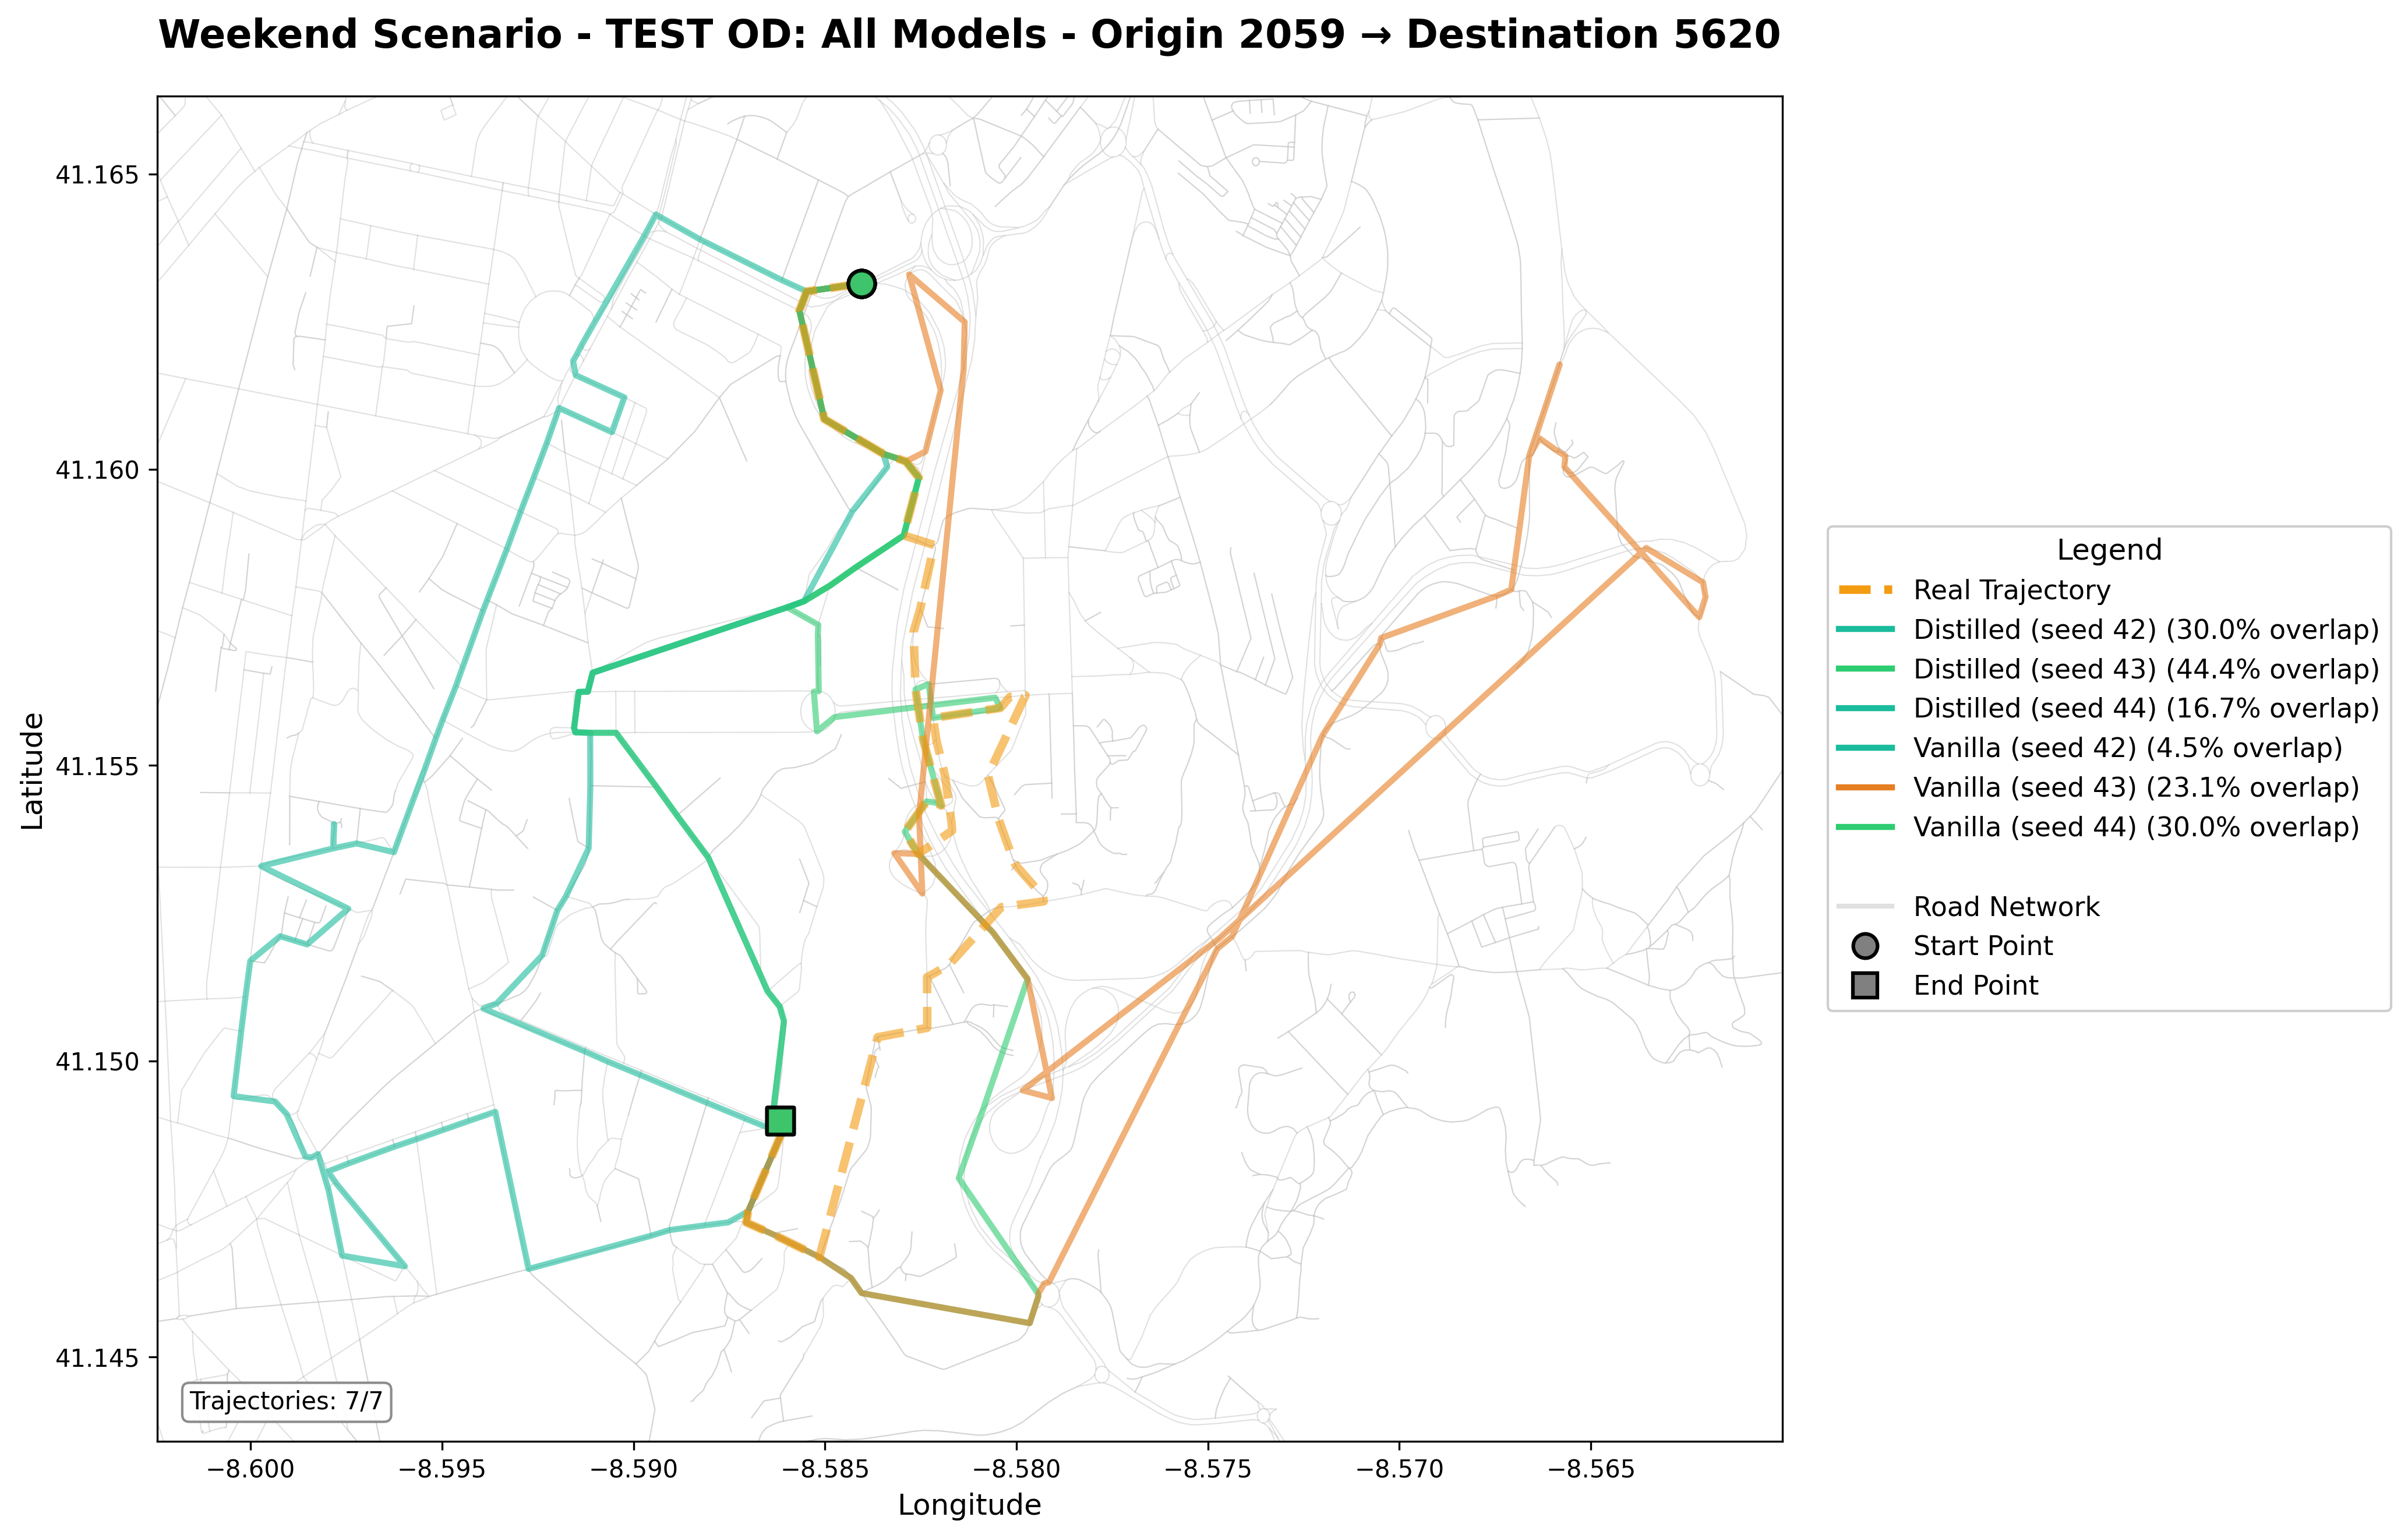 Weekend Scenario - TEST OD: All Models - Origin 2059 → Destination 5620
41.165
41.160
41.155
41.150
41.145
Latitude
−8.600
−8.595
−8.590
−8.585
−8.580
−8.575
−8.570
−8.565
Longitude
Trajectories: 7/7
Legend
Real Trajectory
Distilled (seed 42) (30.0% overlap)
Distilled (seed 43) (44.4% overlap)
Distilled (seed 44) (16.7% overlap)
Vanilla (seed 42) (4.5% overlap)
Vanilla (seed 43) (23.1% overlap)
Vanilla (seed 44) (30.0% overlap)
Road Network
Start Point
End Point